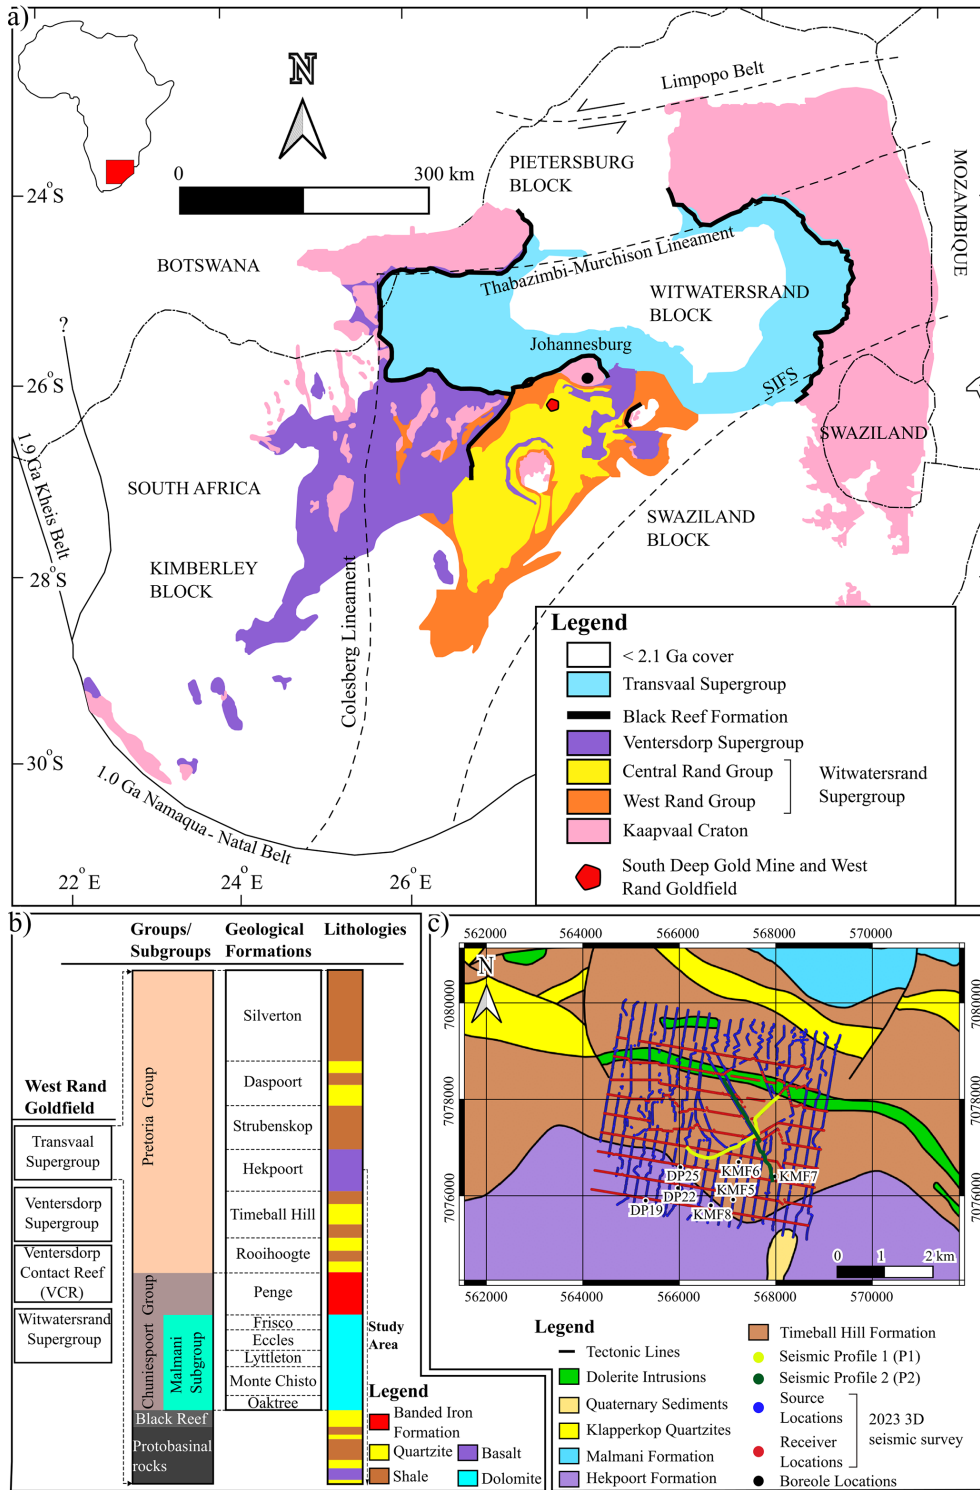 a)
N
0
300 km
Limpopo Belt
PIETERSBURG
BLOCK
MOZAMBIQUE
24°S
BOTSWANA
Thabazimbi-Murchison Lineament
WITWATERSRAND
BLOCK
?
Johannesburg
26°S
SIFS
SWAZILAND
1.9 Ga Kheis Belt
SOUTH AFRICA
SWAZILAND
BLOCK
KIMBERLEY
BLOCK
28°S
Colesberg Lineament
30°S
1.0 Ga Namaqua - Natal Belt
22°E
24°E
26°E
Legend
< 2.1 Ga cover
Transvaal Supergroup
Black Reef Formation
Ventersdorp Supergroup
Central Rand Group
West Rand Group
Witwatersrand
Supergroup
Kaapvaal Craton
South Deep Gold Mine and West
Rand Goldfield
b)
Groups/
Subgroups
Geological
Formations
Lithologies
West Rand
Goldfield
Transvaal
Supergroup
Ventersdorp
Supergroup
Ventersdorp
Contact Reef
(VCR)
Witwatersrand
Supergroup
Pretoria Group
Chuniespoort Group
Malmani
Subgroup
Black Reef
Protobasinal
rocks
Silverton
Daspoort
Strubenskop
Hekpoort
Timeball Hill
Rooihoogte
Penge
Frisco
Eccles
Lyttleton
Monte Chisto
Oaktree
Study
Area
Legend
Banded Iron
Formation
Quartzite
Basalt
Shale
Dolomite
c)
562000
564000
566000
568000
570000
N
7080000
7080000
7078000
7078000
7076000
7076000
DP25
KMF6
KMF7
DP22
KMF5
DP19
KMF8
0
1
2 km
562000
564000
566000
568000
570000
Legend
Tectonic Lines
Dolerite Intrusions
Quaternary Sediments
Klapperkop Quartzites
Malmani Formation
Hekpoort Formation
Timeball Hill Formation
Seismic Profile 1 (P1)
Seismic Profile 2 (P2)
Source
Locations
Receiver
Locations
2023 3D
seismic survey
Boreole Locations